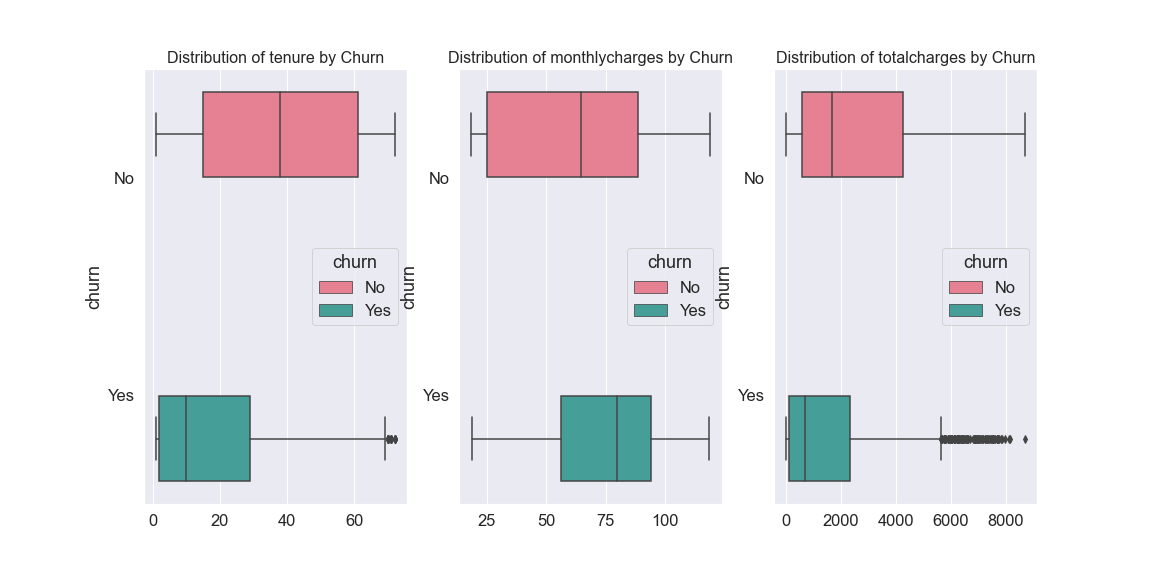 Distribution of tenure by Churn
churn
No
Yes
churn
No
Yes
0 20 40 60
Distribution of monthlycharges by Churn
churn
No
Yes
churn
No
Yes
25 50 75 100
Distribution of totalcharges by Churn
churn
No
Yes
churn
No
Yes
0 2000 4000 6000 8000